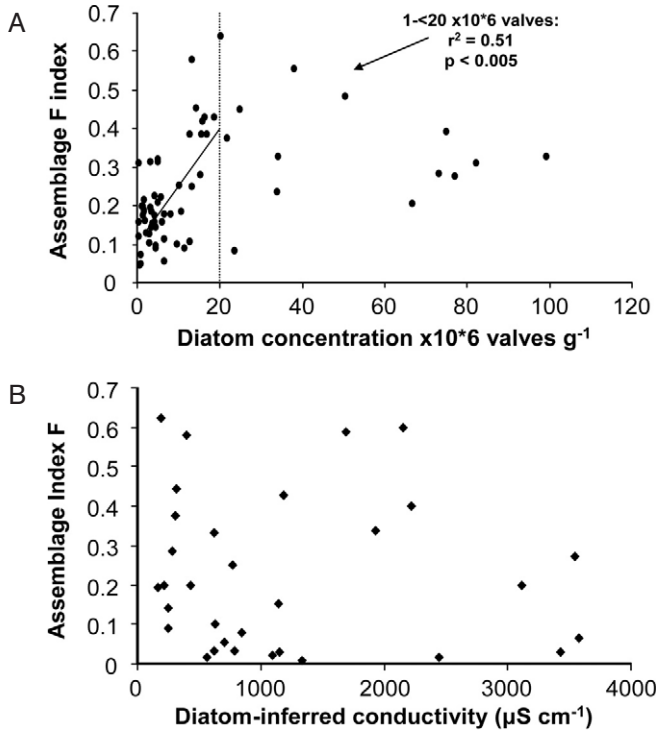 A
1-<20 x10*6 valves:
r² = 0.51
p < 0.005
Assemblage F index
0.7
0.6
0.5
0.4
0.3
0.2
0.1
0
0 20 40 60 80 100 120
Diatom concentration x10*6 valves g⁻¹
B
Assemblage Index F
0.7
0.6
0.5
0.4
0.3
0.2
0.1
0
0 1000 2000 3000 4000
Diatom-inferred conductivity (µS cm⁻¹)